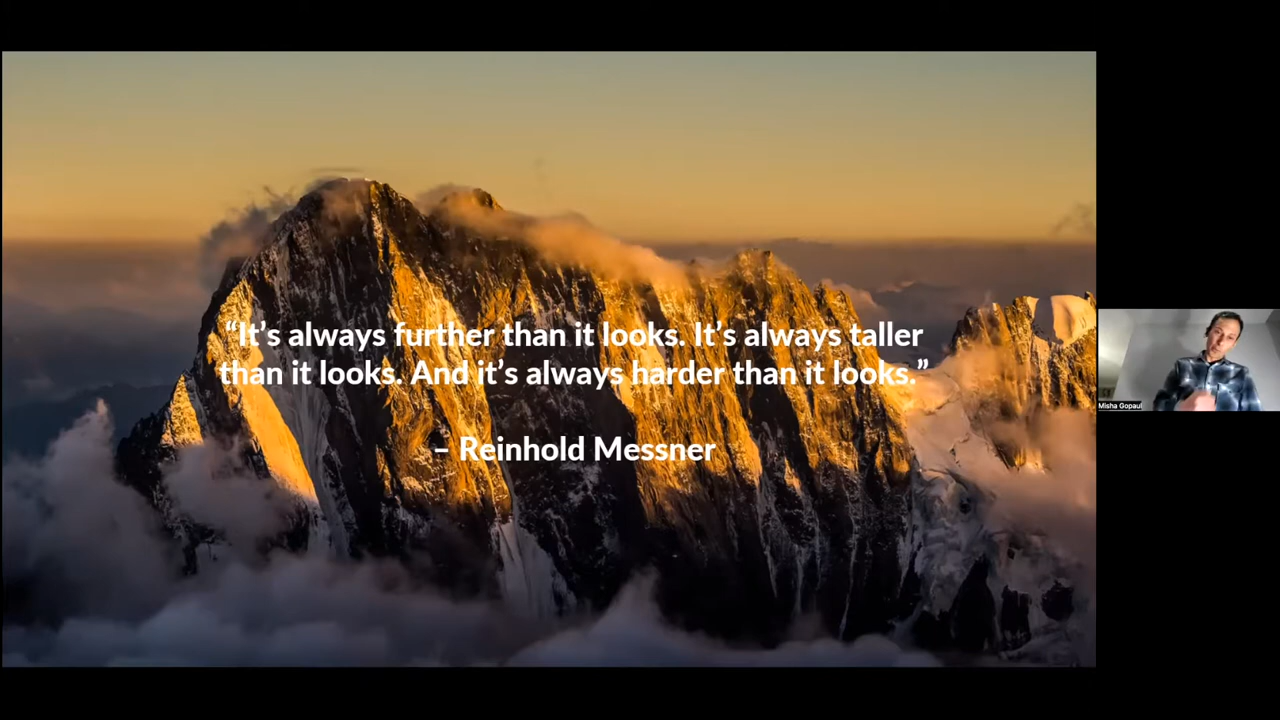 “It’s always further than it looks. It’s always taller
than it looks. And it’s always harder than it looks.”
– Reinhold Messner
Misha Gopaul